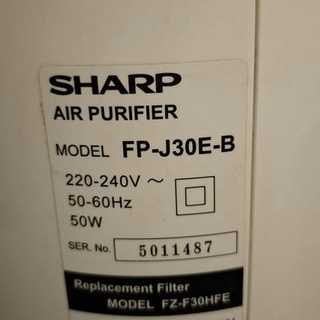 SHARP
AIR PURIFIER
MODEL FP-J30E-B
220-240V ~
50-60Hz
50W
SER. No. 5011487
Replacement Filter
MODEL FZ-F30HFE